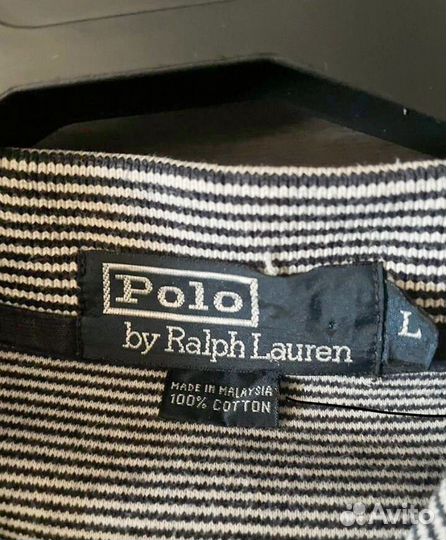 Polo
by Ralph Lauren
L
MADE IN MALAYSIA
100% COTTON
Avito